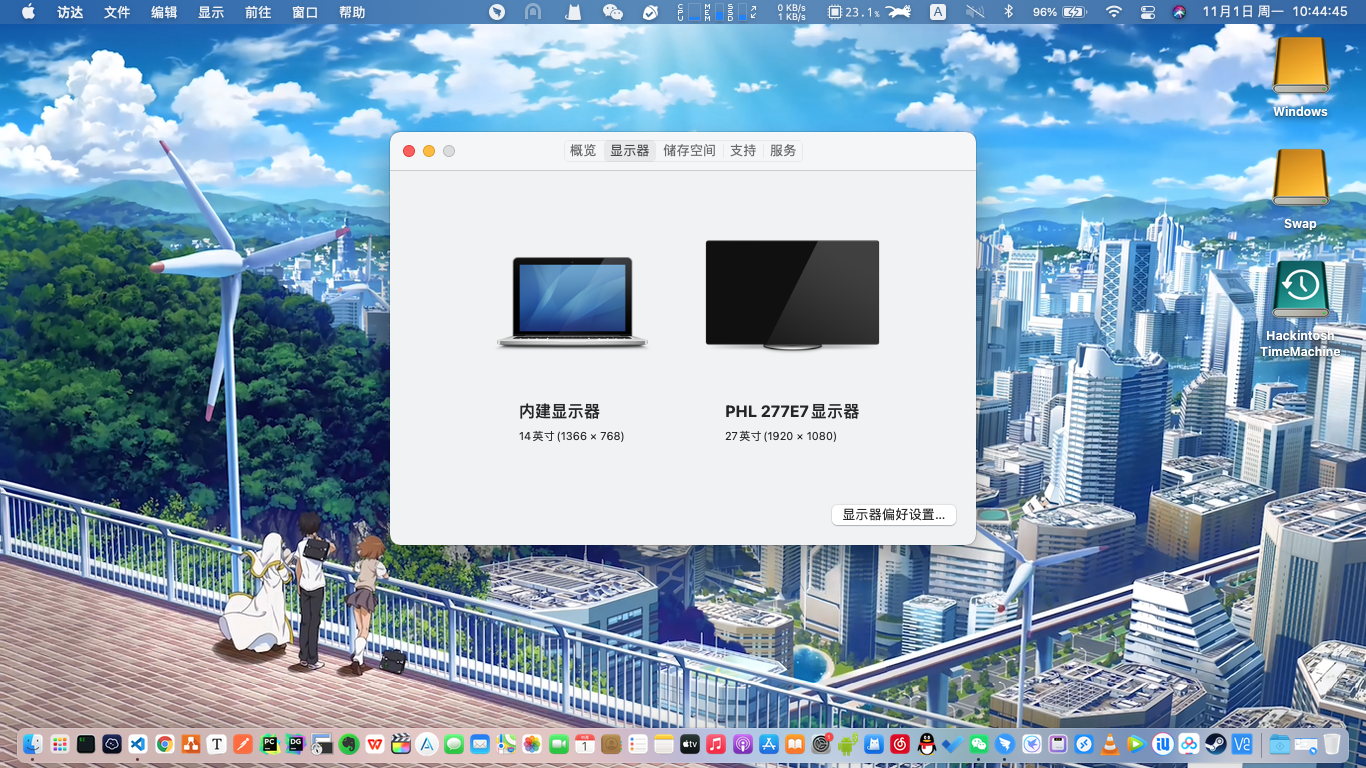 访达 文件 编辑 显示 前往 窗口 帮助
CPU MEM SSD 0 KB/s 1 KB/s 23.1% A 96% 11月1日 周一 10:44:45
概览 显示器 储存空间 支持 服务
内建显示器
14英寸 (1366 × 768)
PHL 277E7显示器
27英寸 (1920 × 1080)
显示器偏好设置...
Windows
Swap
Hackintosh
TimeMachine